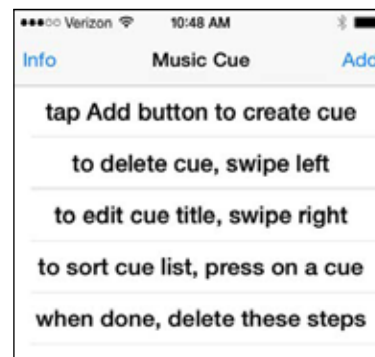 Verizon 10:48 AM
Info Music Cue Add
tap Add button to create cue
to delete cue, swipe left
to edit cue title, swipe right
to sort cue list, press on a cue
when done, delete these steps